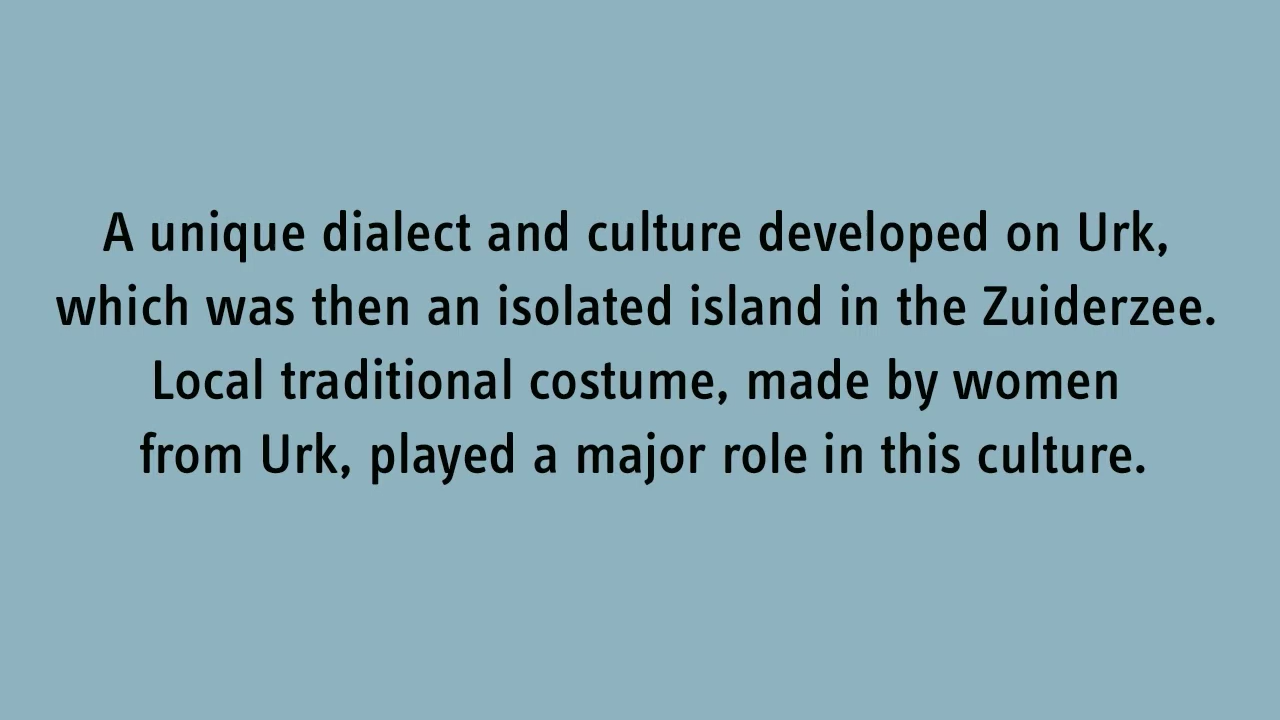 A unique dialect and culture developed on Urk,
which was then an isolated island in the Zuiderzee.
Local traditional costume, made by women
from Urk, played a major role in this culture.